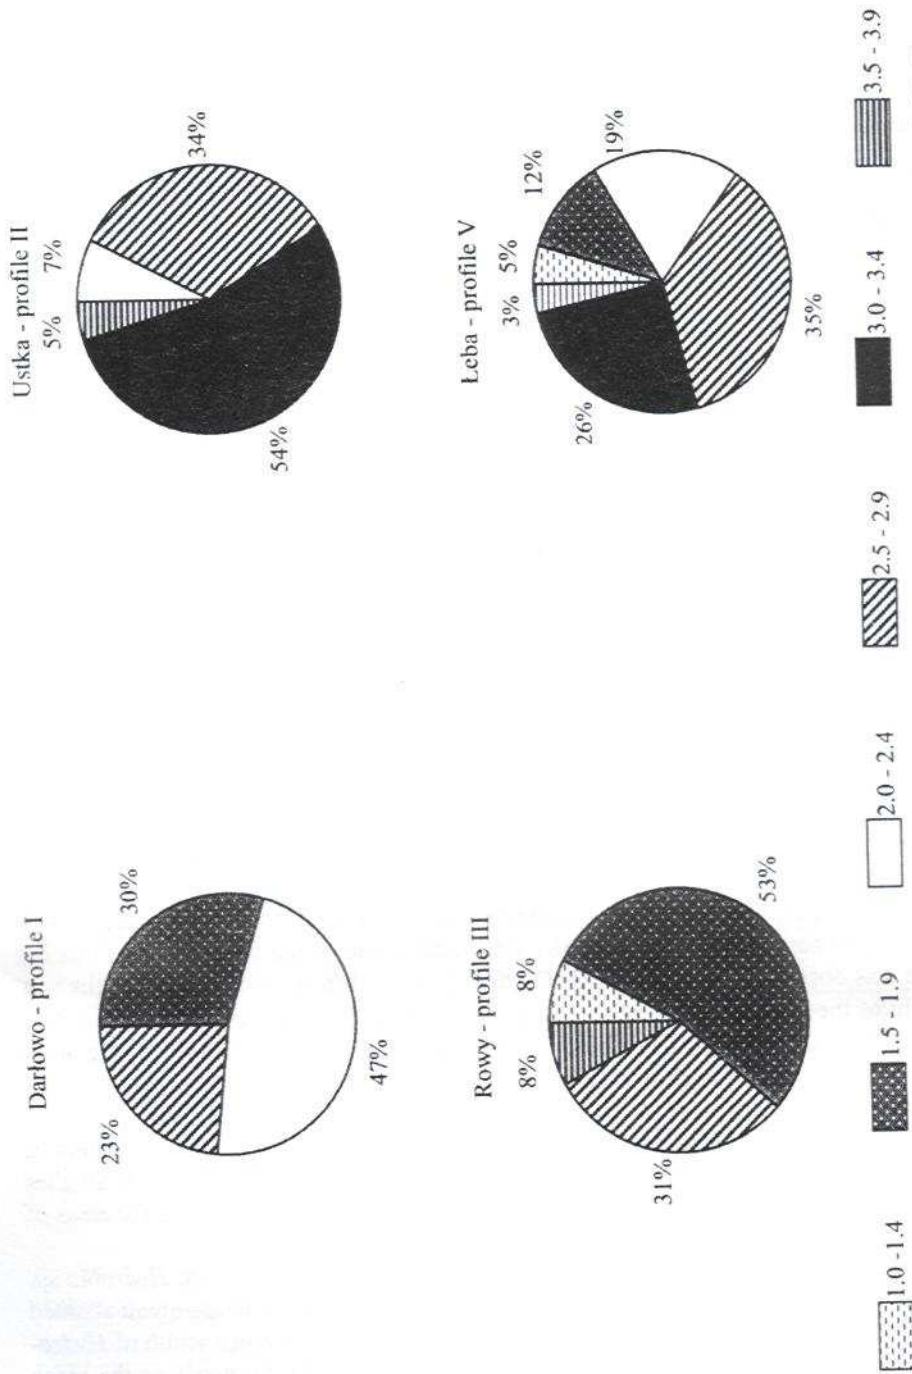 Darłowo - profile I
30%
47%
23%
Ustka - profile II
5%
7%
34%
54%
Rowy - profile III
8%
8%
53%
31%
Łeba - profile V
3%
5%
12%
19%
35%
26%
1.0 - 1.4
1.5 - 1.9
2.0 - 2.4
2.5 - 2.9
3.0 - 3.4
3.5 - 3.9